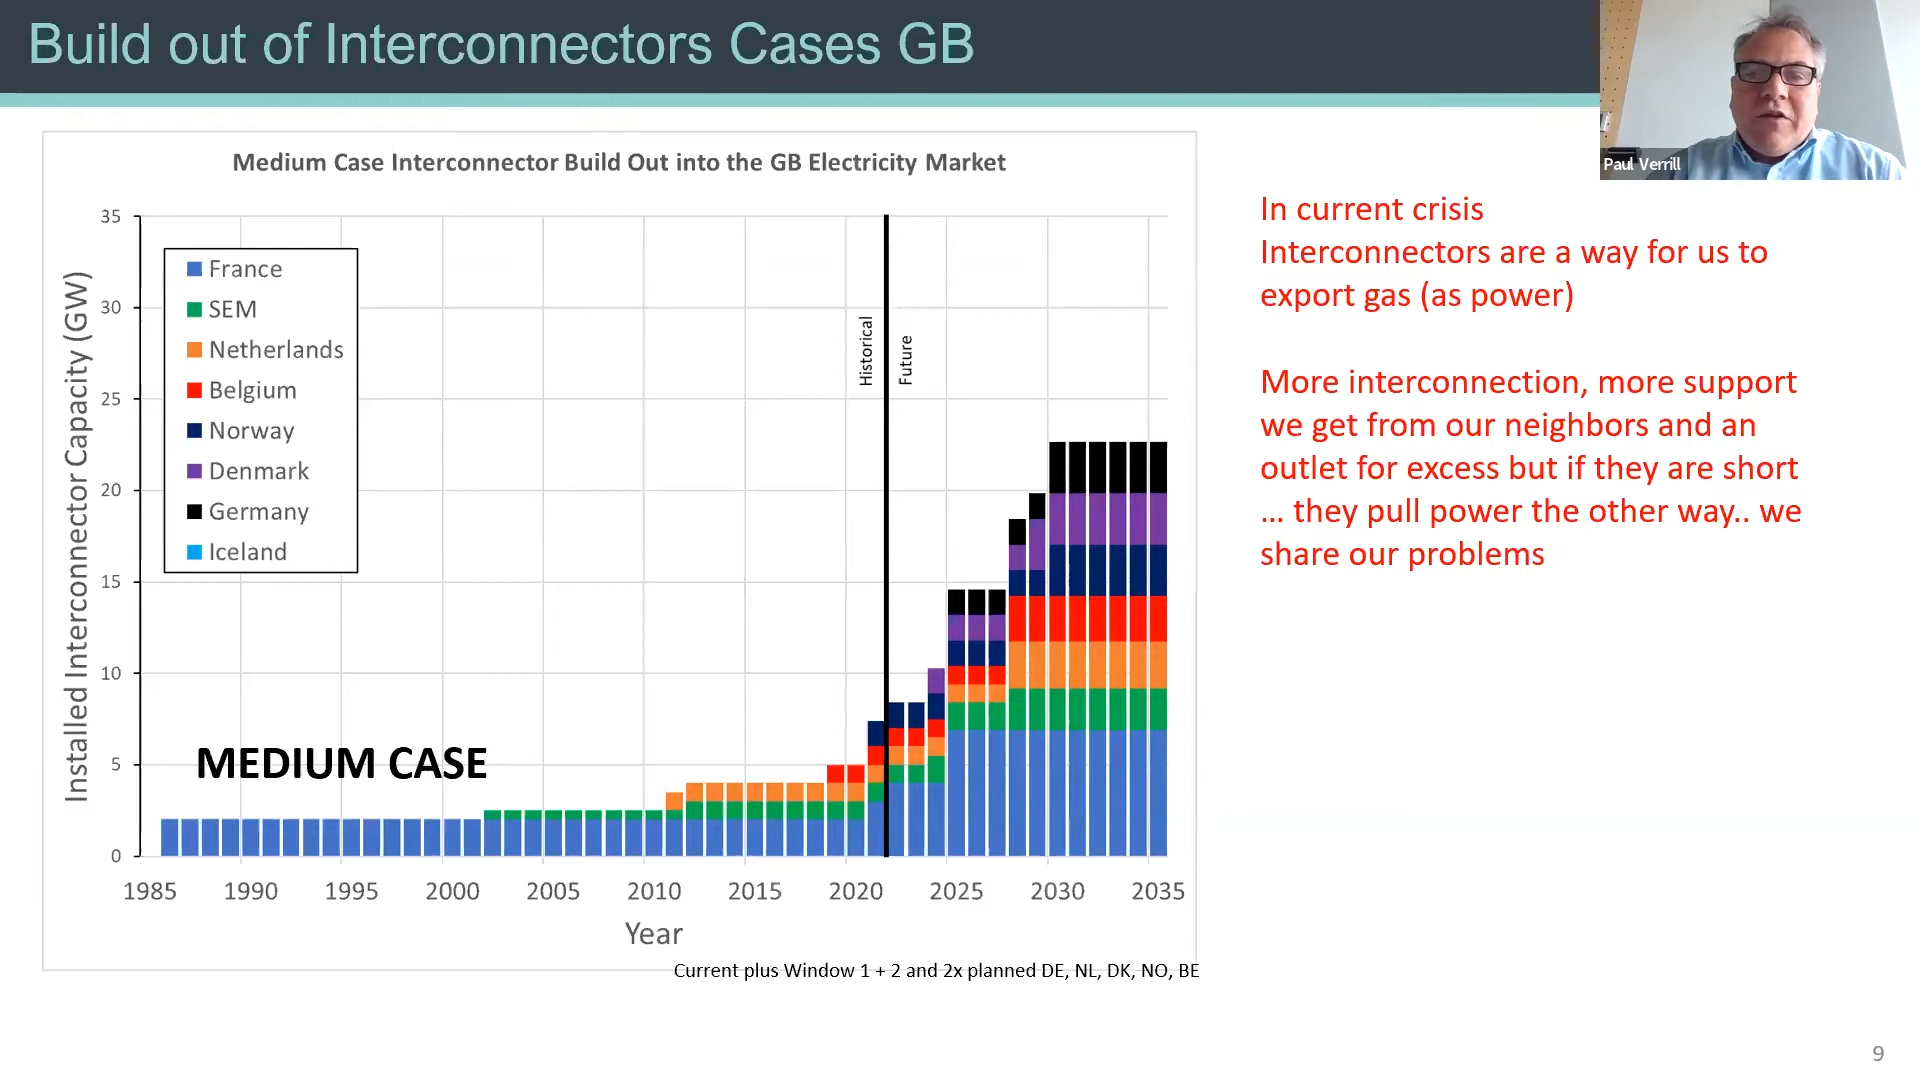 Build out of Interconnectors Cases GB
Paul Verrill
Medium Case Interconnector Build Out into the GB Electricity Market
Installed Interconnector Capacity (GW)
35
30
25
20
15
10
5
0
France
SEM
Netherlands
Belgium
Norway
Denmark
Germany
Iceland
Historical
Future
MEDIUM CASE
1985 1990 1995 2000 2005 2010 2015 2020 2025 2030 2035
Year
Current plus Window 1 + 2 and 2x planned DE, NL, DK, NO, BE
In current crisis
Interconnectors are a way for us to
export gas (as power)
More interconnection, more support
we get from our neighbors and an
outlet for excess but if they are short
... they pull power the other way.. we
share our problems
9